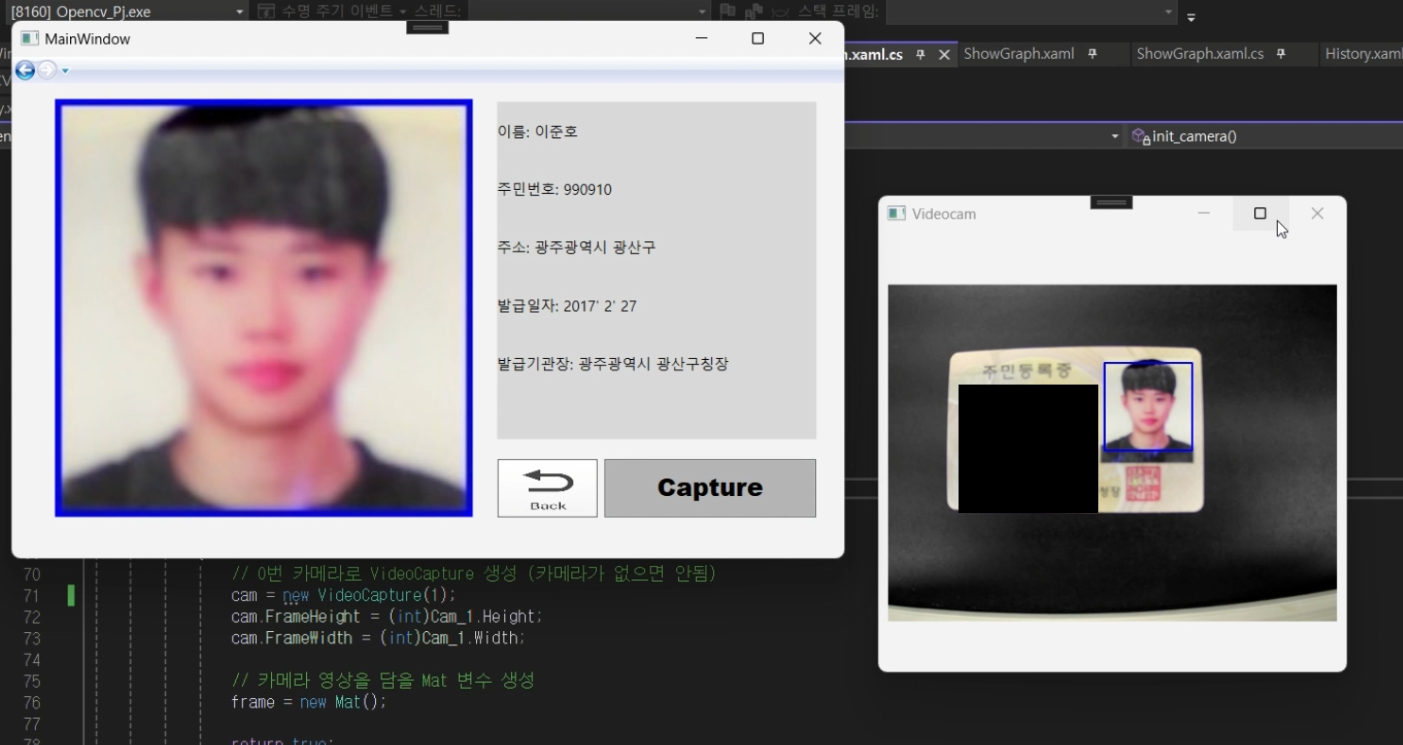 [8160] Opencv_Pj.exe
수명 주기 이벤트
스레드:
스택 프레임:
MainWindow
.xaml.cs
ShowGraph.xaml
ShowGraph.xaml.cs
History.xaml
init_camera()
이름: 이준호
주민번호: 990910
주소: 광주광역시 광산구
발급일자: 2017' 2' 27
발급기관장: 광주광역시 광산구칭장
Back
Capture
Videocam
주민등록증
청장
70 // 0번 카메라로 VideoCapture 생성 (카메라가 없으면 안됨)
71 cam = new VideoCapture(1);
72 cam.FrameHeight = (int)Cam_1.Height;
73 cam.FrameWidth = (int)Cam_1.Width;
74
75 // 카메라 영상을 담을 Mat 변수 생성
76 frame = new Mat();
77
78 return true;